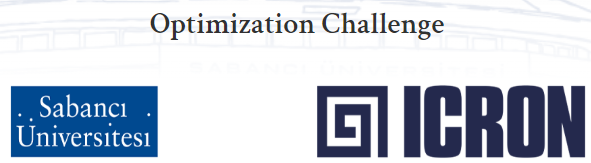 Optimization Challenge
Sabancı
Üniversitesi
ICRON